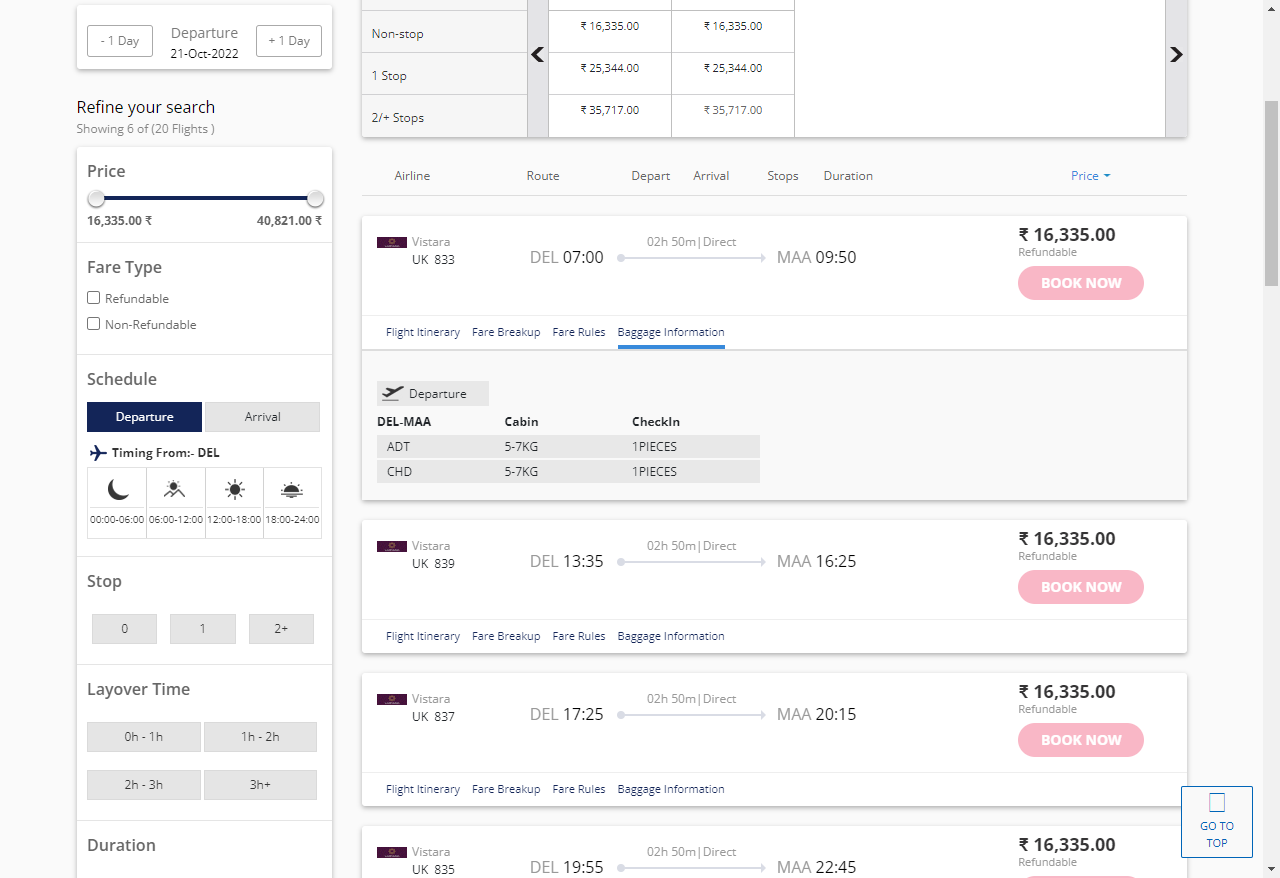 - 1 Day
Departure
21-Oct-2022
+ 1 Day
Refine your search
Showing 6 of (20 Flights )
Price
16,335.00 ₹
40,821.00 ₹
Fare Type
Refundable
Non-Refundable
Schedule
Departure
Arrival
Timing From:- DEL
00:00-06:00
06:00-12:00
12:00-18:00
18:00-24:00
Stop
0
1
2+
Layover Time
0h - 1h
1h - 2h
2h - 3h
3h+
Duration
Non-stop
₹ 16,335.00
₹ 16,335.00
1 Stop
₹ 25,344.00
₹ 25,344.00
2/+ Stops
₹ 35,717.00
₹ 35,717.00
Airline
Route
Depart
Arrival
Stops
Duration
Price
Vistara
UK 833
DEL 07:00
02h 50m|Direct
MAA 09:50
₹ 16,335.00
Refundable
BOOK NOW
Flight Itinerary
Fare Breakup
Fare Rules
Baggage Information
Departure
DEL-MAA
Cabin
CheckIn
ADT
5-7KG
1PIECES
CHD
5-7KG
1PIECES
Vistara
UK 839
DEL 13:35
02h 50m|Direct
MAA 16:25
₹ 16,335.00
Refundable
BOOK NOW
Flight Itinerary
Fare Breakup
Fare Rules
Baggage Information
Vistara
UK 837
DEL 17:25
02h 50m|Direct
MAA 20:15
₹ 16,335.00
Refundable
BOOK NOW
Flight Itinerary
Fare Breakup
Fare Rules
Baggage Information
Vistara
UK 835
DEL 19:55
02h 50m|Direct
MAA 22:45
₹ 16,335.00
Refundable
GO TO
TOP